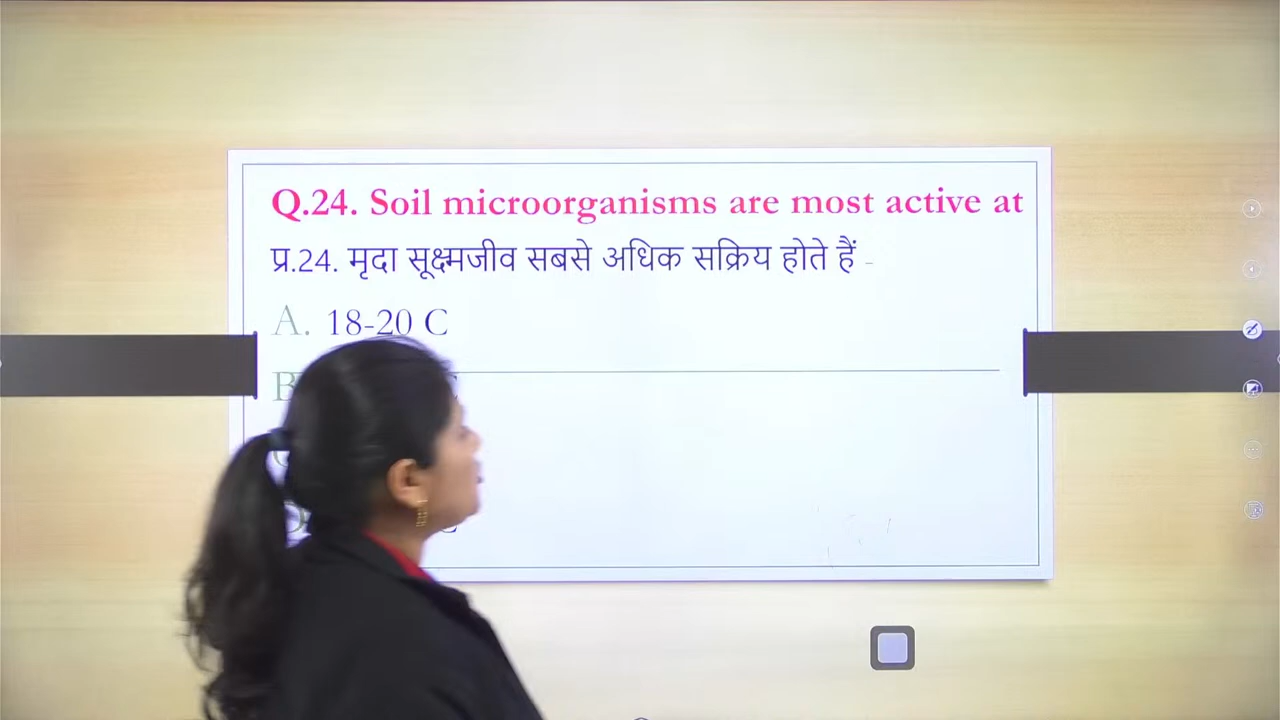 Q.24. Soil microorganisms are most active at
प्र.24. मृदा सूक्ष्मजीव सबसे अधिक सक्रिय होते हैं -
A. 18-20 C
B